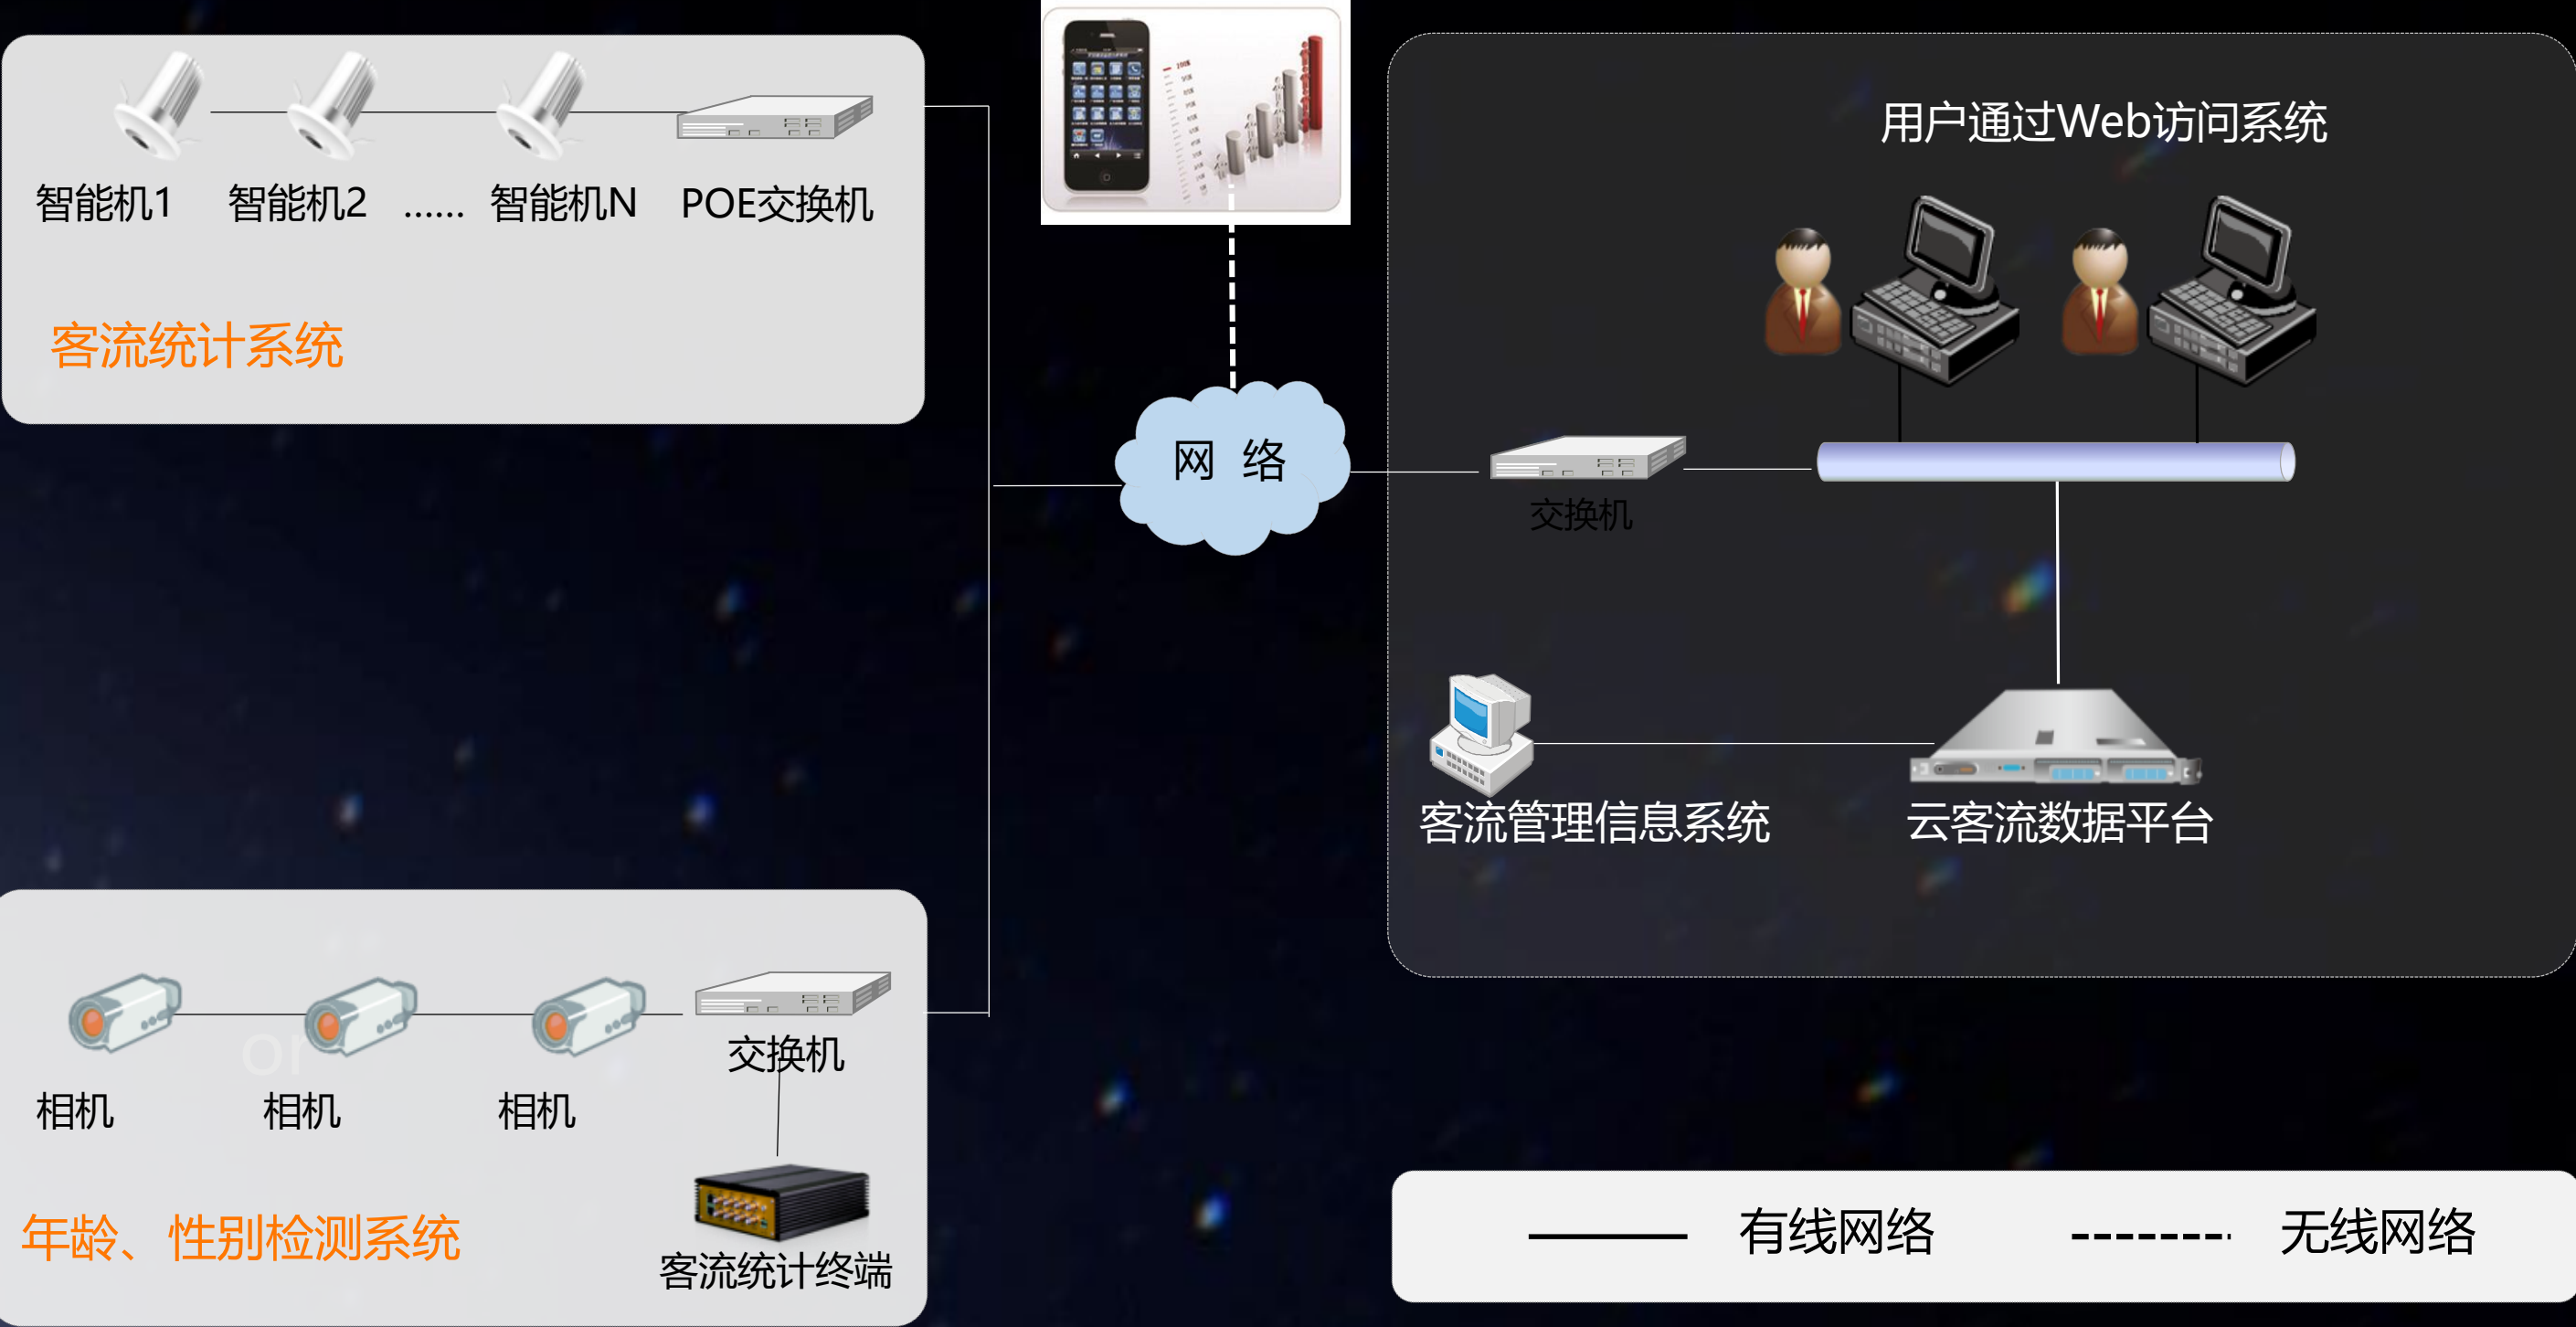 智能机1
智能机2
......
智能机N
POE交换机
客流统计系统
100%
用户通过Web访问系统
网 络
交换机
客流管理信息系统
云客流数据平台
or
交换机
相机
相机
相机
年龄、性别检测系统
客流统计终端
有线网络
无线网络